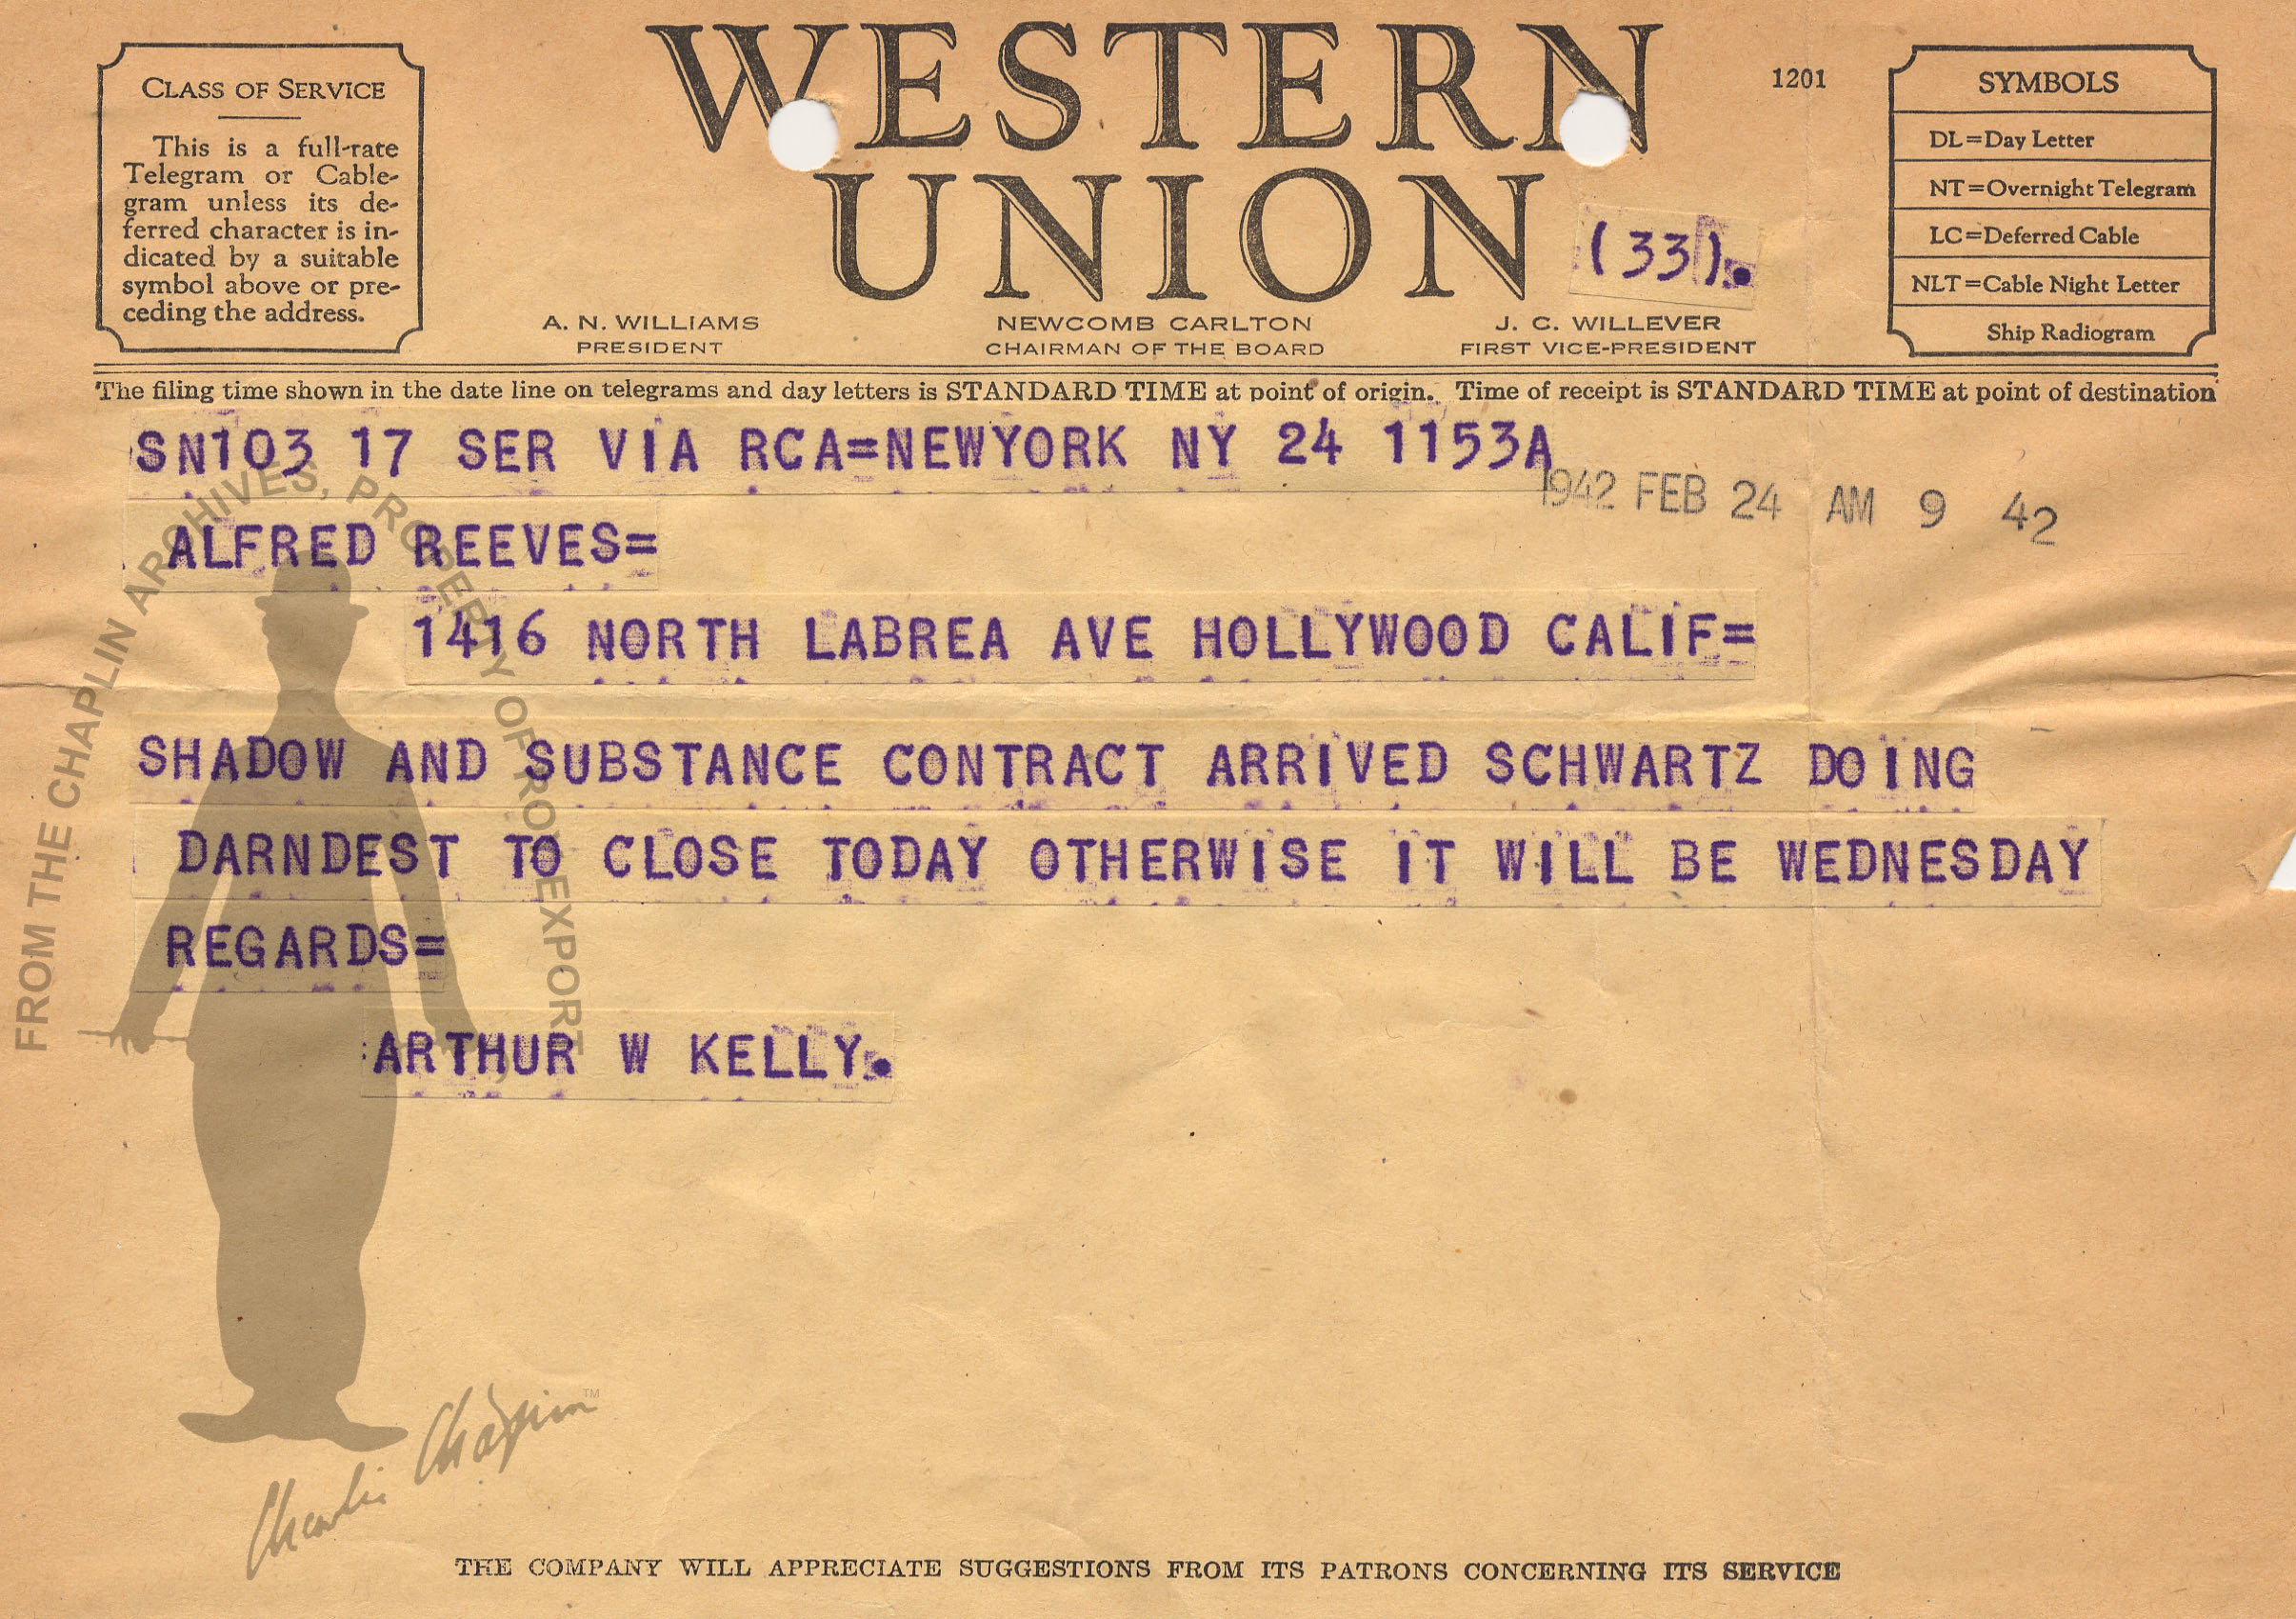 CLASS OF SERVICE
This is a full-rate
Telegram or Cable-
gram unless its de-
ferred character is in-
dicated by a suitable
symbol above or pre-
ceding the address.
WESTERN
UNION
1201
(33).
A. N. WILLIAMS
PRESIDENT
NEWCOMB CARLTON
CHAIRMAN OF THE BOARD
J. C. WILLEVER
FIRST VICE-PRESIDENT
SYMBOLS
DL=Day Letter
NT=Overnight Telegram
LC=Deferred Cable
NLT=Cable Night Letter
Ship Radiogram
The filing time shown in the date line on telegrams and day letters is STANDARD TIME at point of origin. Time of receipt is STANDARD TIME at point of destination
SN103 17 SER VIA RCA=NEWYORK NY 24 1153A
1942 FEB 24 AM 9 42
ALFRED REEVES=
1416 NORTH LABREA AVE HOLLYWOOD CALIF=
SHADOW AND SUBSTANCE CONTRACT ARRIVED SCHWARTZ DOING
DARNDEST TO CLOSE TODAY OTHERWISE IT WILL BE WEDNESDAY
REGARDS=
ARTHUR W KELLY.
FROM THE CHAPLIN ARCHIVES, PROPERTY OF ROY EXPORT
Charlie Chaplin™
THE COMPANY WILL APPRECIATE SUGGESTIONS FROM ITS PATRONS CONCERNING ITS SERVICE